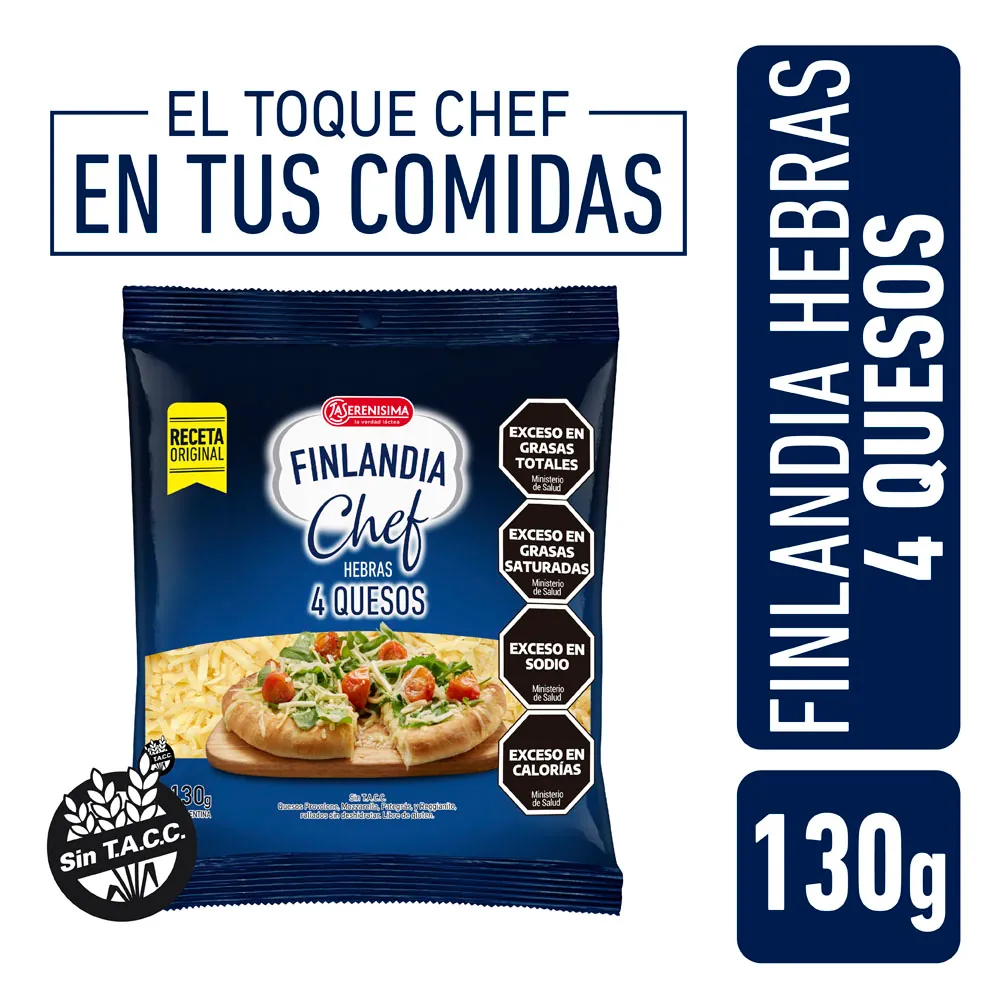 EL TOQUE CHEF
EN TUS COMIDAS
LASERENISIMA
la verdad láctea
RECETA
ORIGINAL
FINLANDIA
Chef
HEBRAS
4 QUESOS
EXCESO EN
GRASAS
TOTALES
Ministerio
de Salud
EXCESO EN
GRASAS
SATURADAS
Ministerio
de Salud
EXCESO EN
SODIO
Ministerio
de Salud
EXCESO EN
CALORÍAS
Ministerio
de Salud
T.A.C.C.
Sin T.A.C.C.
130g
Sin T.A.C.C.
Quesos Provolone, Mozzarella, Pategrás, y Reggianito,
rallados sin deshidratar. Libre de gluten.
FINLANDIA HEBRAS
4 QUESOS
130g